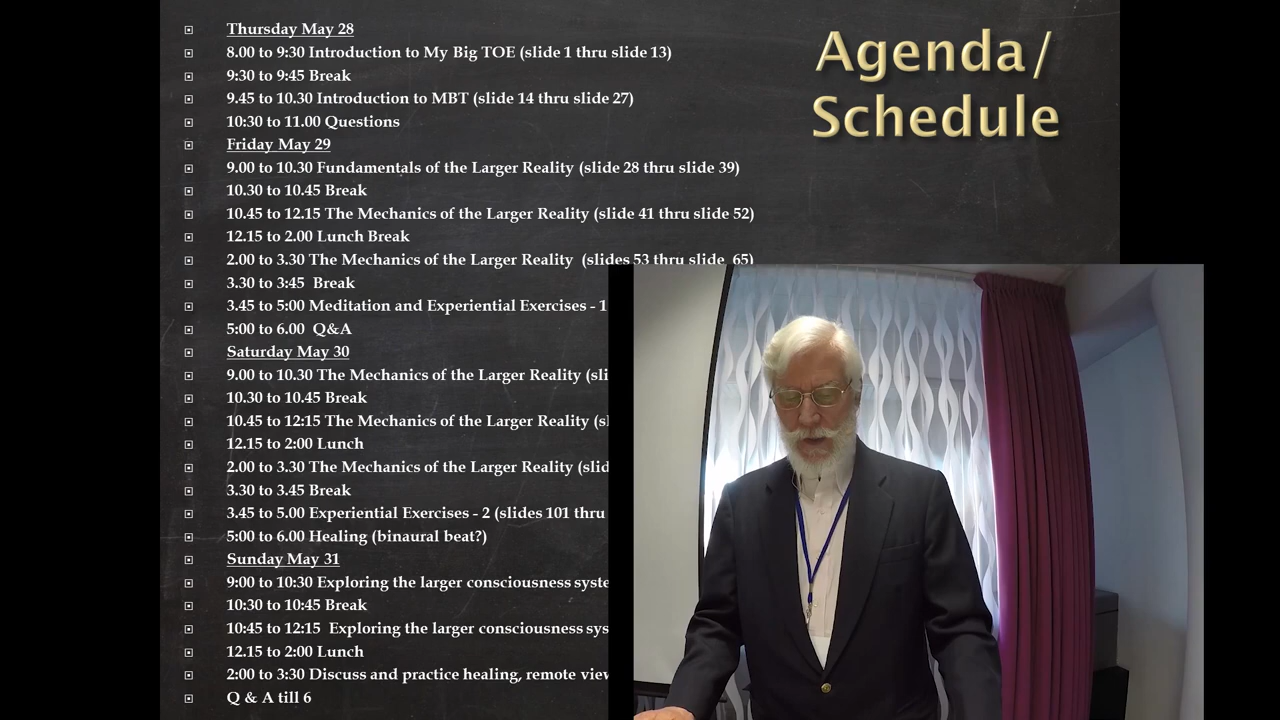 Agenda/
Schedule
Thursday May 28
8.00 to 9:30 Introduction to My Big TOE (slide 1 thru slide 13)
9:30 to 9:45 Break
9.45 to 10.30 Introduction to MBT (slide 14 thru slide 27)
10:30 to 11.00 Questions
Friday May 29
9.00 to 10.30 Fundamentals of the Larger Reality (slide 28 thru slide 39)
10.30 to 10.45 Break
10.45 to 12.15 The Mechanics of the Larger Reality (slide 41 thru slide 52)
12.15 to 2.00 Lunch Break
2.00 to 3.30 The Mechanics of the Larger Reality (slides 53 thru slide 65)
3.30 to 3:45 Break
3.45 to 5:00 Meditation and Experiential Exercises - 1
5:00 to 6.00 Q&A
Saturday May 30
9.00 to 10.30 The Mechanics of the Larger Reality
10.30 to 10.45 Break
10.45 to 12:15 The Mechanics of the Larger Reality
12.15 to 2:00 Lunch
2.00 to 3.30 The Mechanics of the Larger Reality
3.30 to 3.45 Break
3.45 to 5.00 Experiential Exercises - 2 (slides 101 thru
5:00 to 6.00 Healing (binaural beat?)
Sunday May 31
9:00 to 10:30 Exploring the larger consciousness
10:30 to 10:45 Break
10:45 to 12:15 Exploring the larger consciousness
12.15 to 2:00 Lunch
2:00 to 3:30 Discuss and practice healing, remote
Q & A till 6